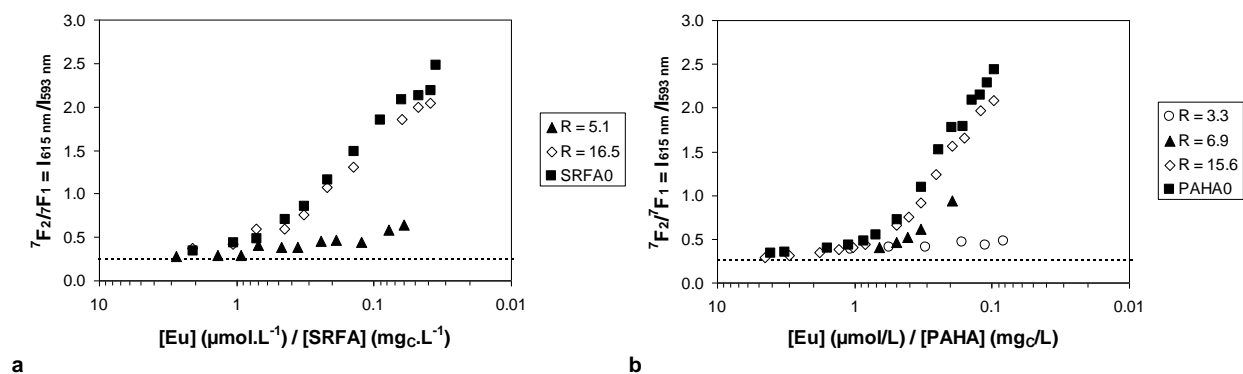 3.0
2.5
2.0
1.5
1.0
0.5
0.0
⁷F₂/₇F₁ = I₆₁₅ ₙₘ/I₅₉₃ ₙₘ
10 1 0.1 0.01
[Eu] (µmol.L⁻¹) / [SRFA] (mg_C.L⁻¹)
R = 5.1
R = 16.5
SRFA0
a
3.0
2.5
2.0
1.5
1.0
0.5
0.0
⁷F₂/⁷F₁ = I₆₁₅ ₙₘ/I₅₉₃ ₙₘ
10 1 0.1 0.01
[Eu] (µmol/L) / [PAHA] (mg_C/L)
R = 3.3
R = 6.9
R = 15.6
PAHA0
b